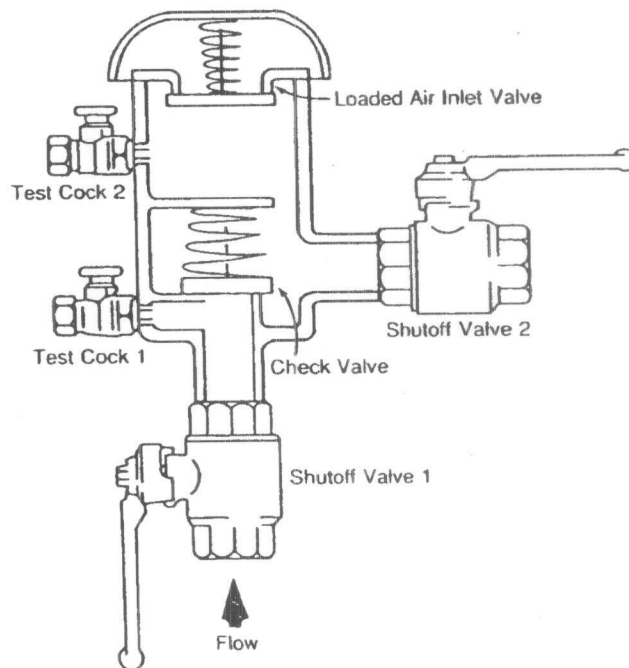 Loaded Air Inlet Valve
Test Cock 2
Shutoff Valve 2
Test Cock 1
Check Valve
Shutoff Valve 1
Flow